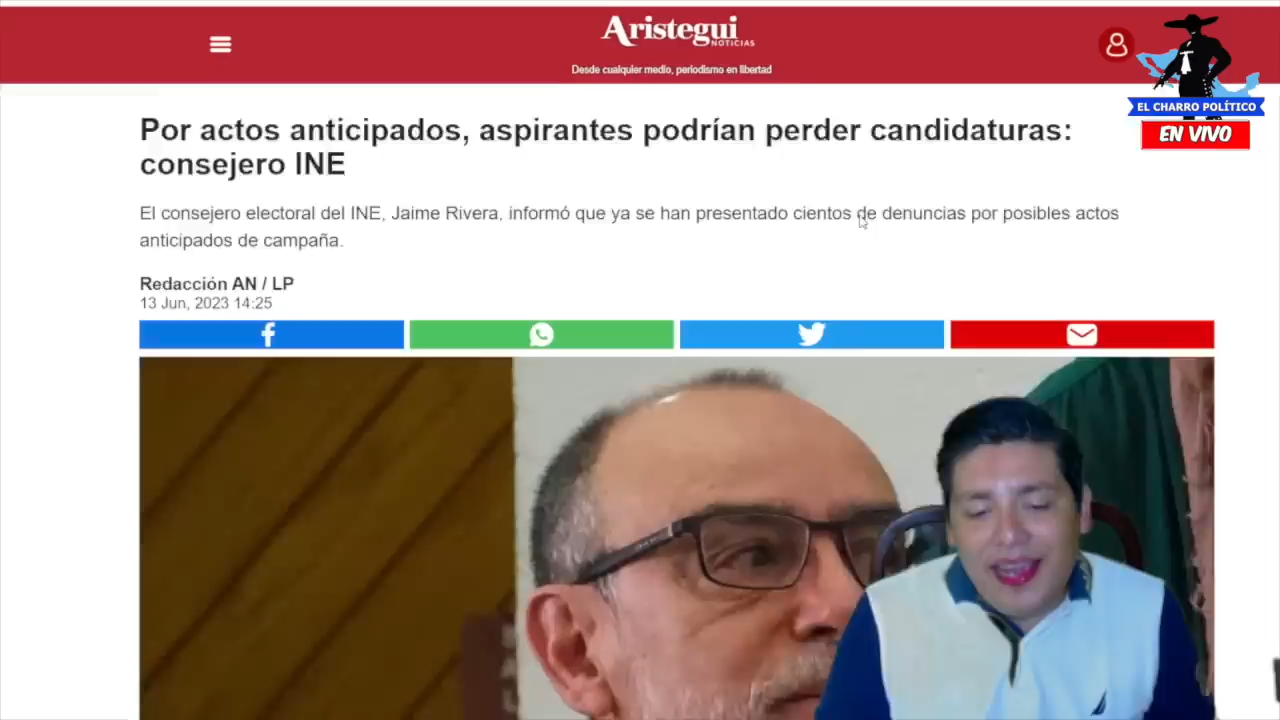 Aristegui
NOTICIAS
Desde cualquier medio, periodismo en libertad
EL CHARRO POLÍTICO
EN VIVO
Por actos anticipados, aspirantes podrían perder candidaturas:
consejero INE
El consejero electoral del INE, Jaime Rivera, informó que ya se han presentado cientos de denuncias por posibles actos
anticipados de campaña.
Redacción AN / LP
13 Jun, 2023 14:25